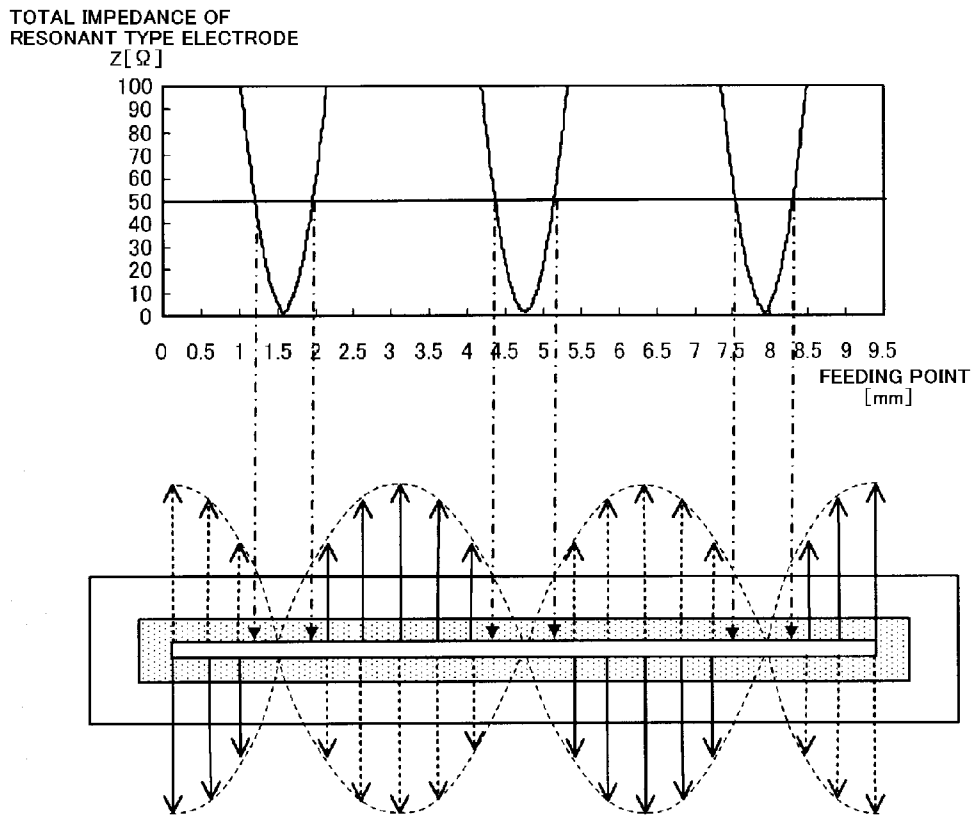 TOTAL IMPEDANCE OF
RESONANT TYPE ELECTRODE
Z[Ω]
100
90
80
70
60
50
40
30
20
10
0
0 0.5 1 1.5 2 2.5 3 3.5 4 4.5 5 5.5 6 6.5 7 7.5 8 8.5 9 9.5
FEEDING POINT
[mm]